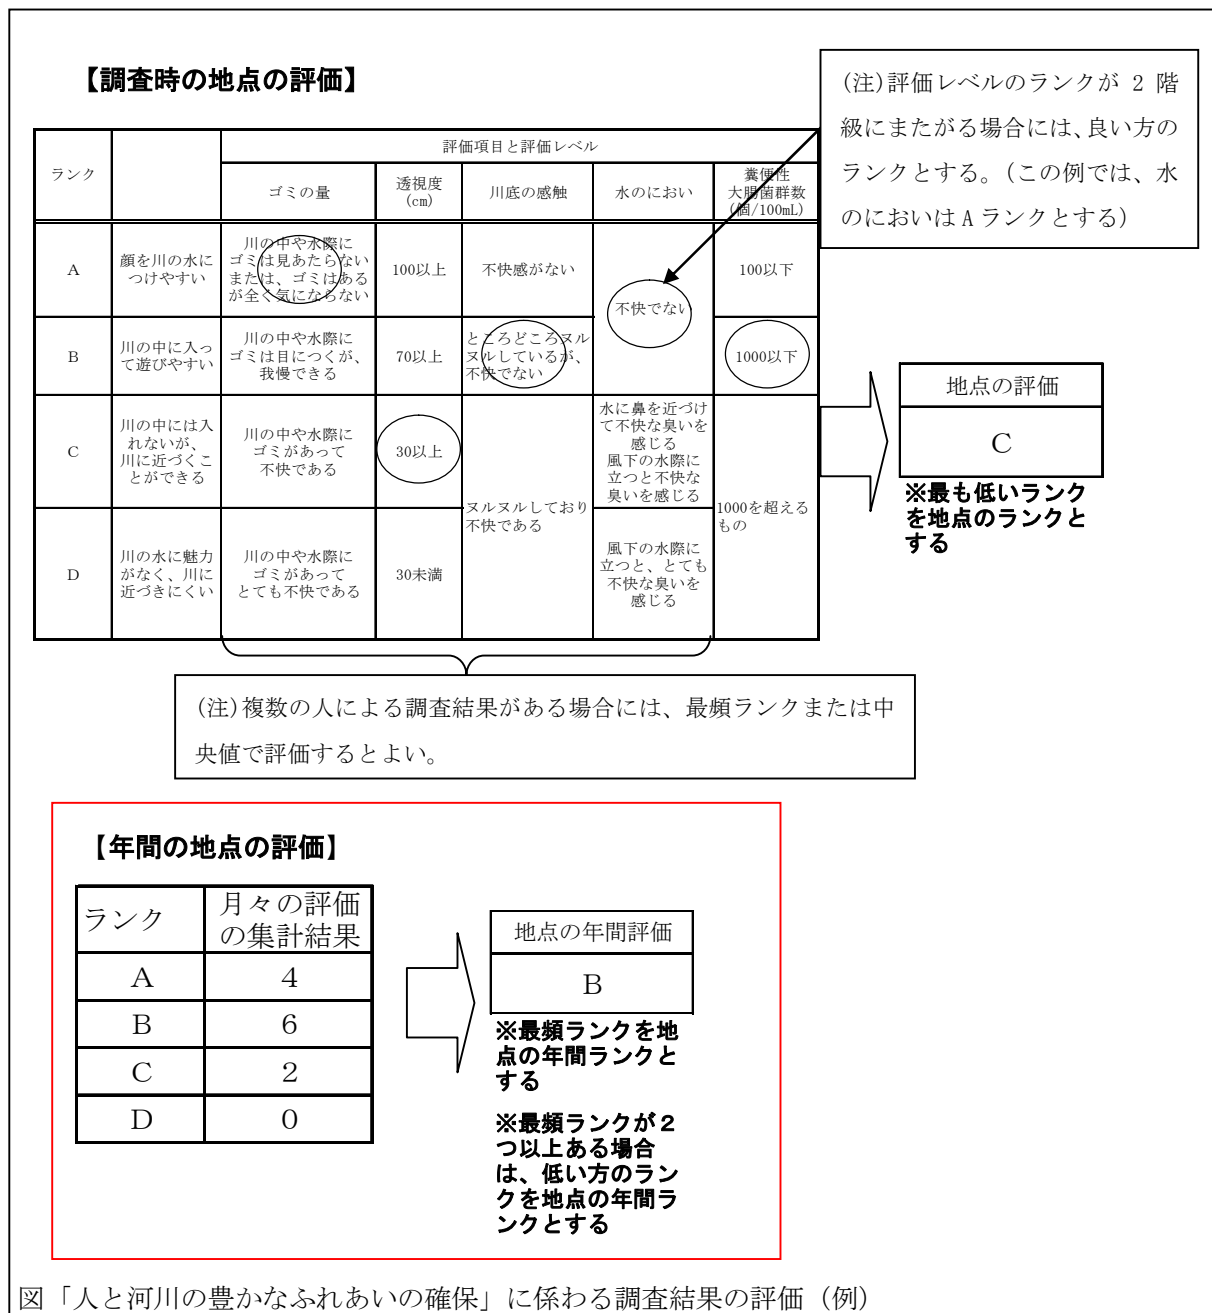 【調査時の地点の評価】
(注)評価レベルのランクが 2 階
級にまたがる場合には、良い方の
ランクとする。(この例では、水
のにおいは A ランクとする)
ランク
評価項目と評価レベル
ゴミの量
透視度
(cm)
川底の感触
水のにおい
糞便性
大腸菌群数
(個/100mL)
A
顔を川の水に
つけやすい
川の中や水際に
ゴミは見あたらない
または、ゴミはある
が全く気にならない
100以上
不快感がない
不快でない
100以下
B
川の中に入っ
て遊びやすい
川の中や水際に
ゴミは目につくが、
我慢できる
70以上
ところどころヌル
ヌルしているが、
不快でない
1000以下
C
川の中には入
れないが、
川に近づくこ
とができる
川の中や水際に
ゴミがあって
不快である
30以上
ヌルヌルしており
不快である
水に鼻を近づけ
て不快な臭いを
感じる
風下の水際に
立つと不快な
臭いを感じる
1000を超える
もの
D
川の水に魅力
がなく、川に
近づきにくい
川の中や水際に
ゴミがあって
とても不快である
30未満
風下の水際に
立つと、とても
不快な臭いを
感じる
地点の評価
C
※最も低いランク
を地点のランクと
する
(注)複数の人による調査結果がある場合には、最頻ランクまたは中
央値で評価するとよい。
【年間の地点の評価】
ランク
月々の評価
の集計結果
A 4
B 6
C 2
D 0
地点の年間評価
B
※最頻ランクを地
点の年間ランクと
する
※最頻ランクが2
つ以上ある場合
は、低い方のラン
クを地点の年間ラ
ンクとする
図「人と河川の豊かなふれあいの確保」に係わる調査結果の評価（例）